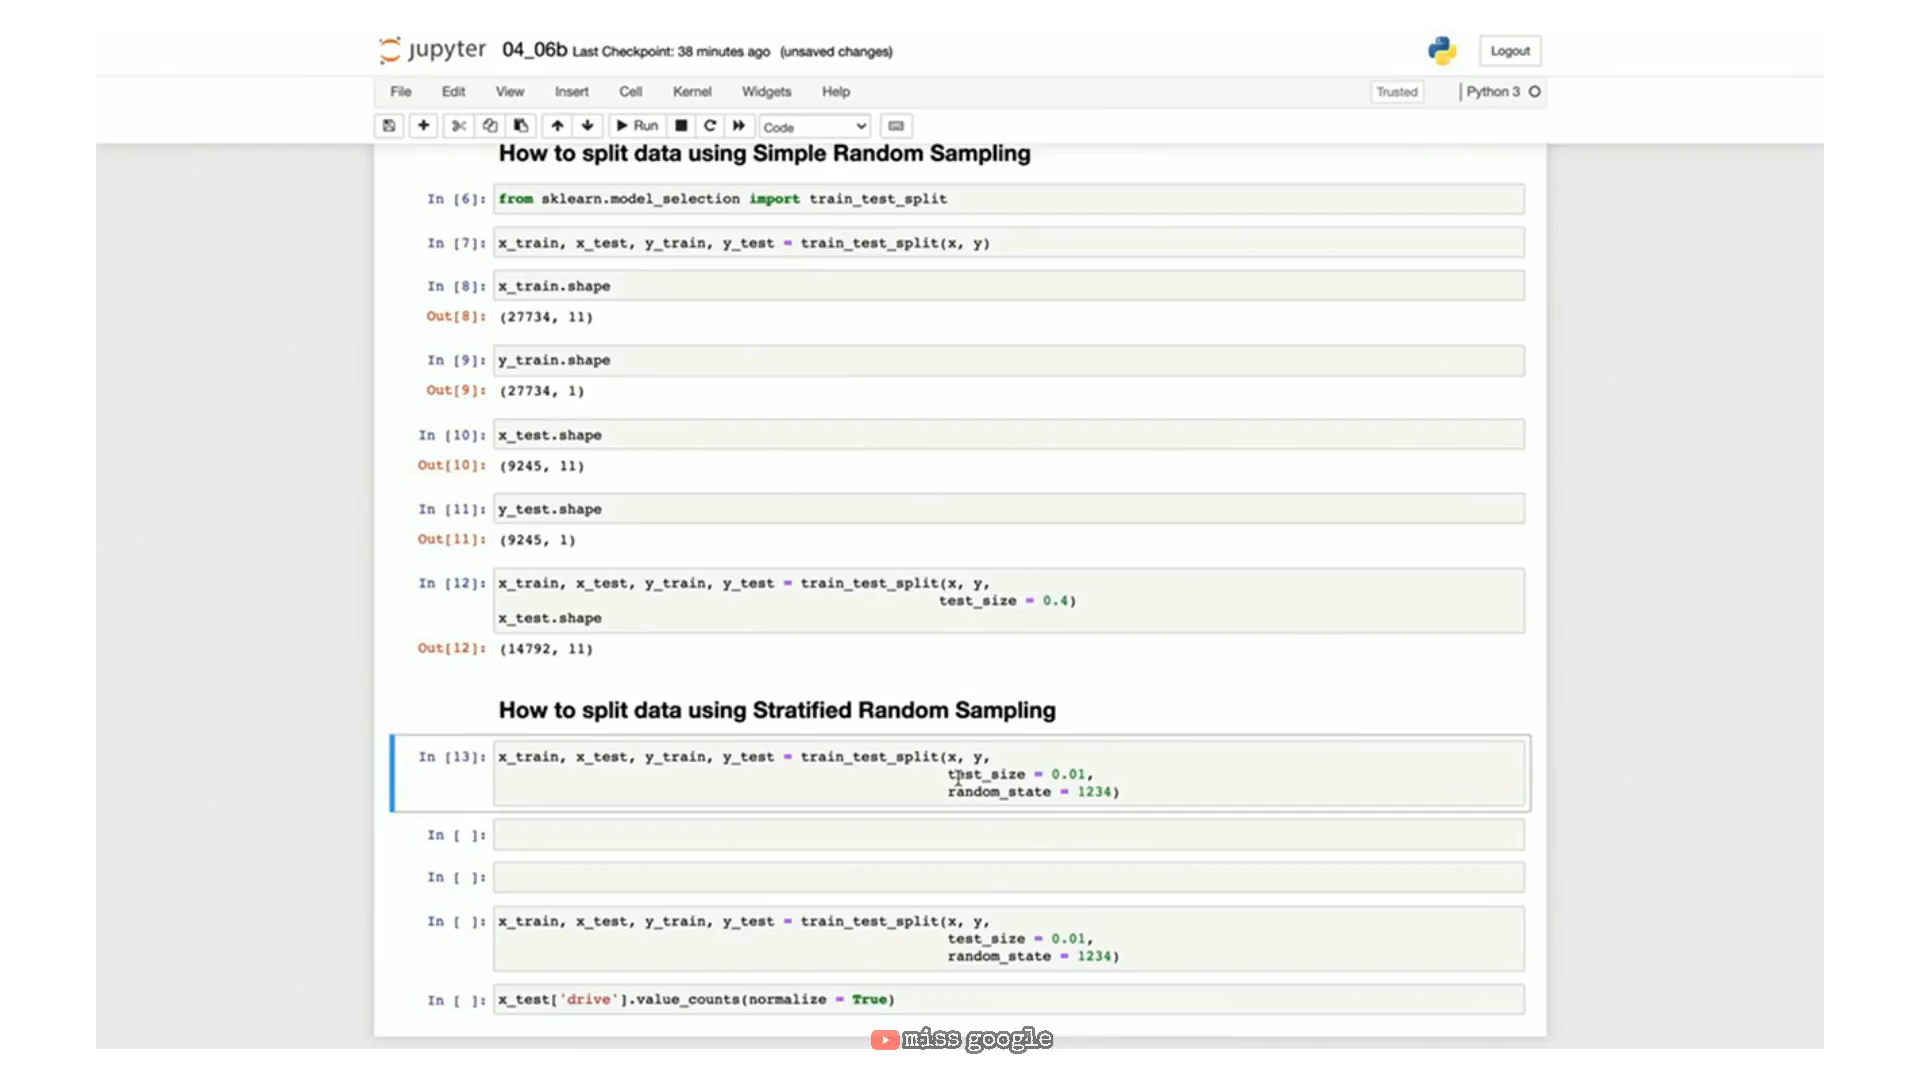 jupyter 04_06b Last Checkpoint: 38 minutes ago (unsaved changes) Logout
File Edit View Insert Cell Kernel Widgets Help Trusted Python 3
Run Code
How to split data using Simple Random Sampling
In [6]: from sklearn.model_selection import train_test_split
In [7]: x_train, x_test, y_train, y_test = train_test_split(x, y)
In [8]: x_train.shape
Out[8]: (27734, 11)
In [9]: y_train.shape
Out[9]: (27734, 1)
In [10]: x_test.shape
Out[10]: (9245, 11)
In [11]: y_test.shape
Out[11]: (9245, 1)
In [12]: x_train, x_test, y_train, y_test = train_test_split(x, y,
test_size = 0.4)
x_test.shape
Out[12]: (14792, 11)
How to split data using Stratified Random Sampling
In [13]: x_train, x_test, y_train, y_test = train_test_split(x, y,
test_size = 0.01,
random_state = 1234)
In [ ]:
In [ ]:
In [ ]: x_train, x_test, y_train, y_test = train_test_split(x, y,
test_size = 0.01,
random_state = 1234)
In [ ]: x_test['drive'].value_counts(normalize = True)
miss google